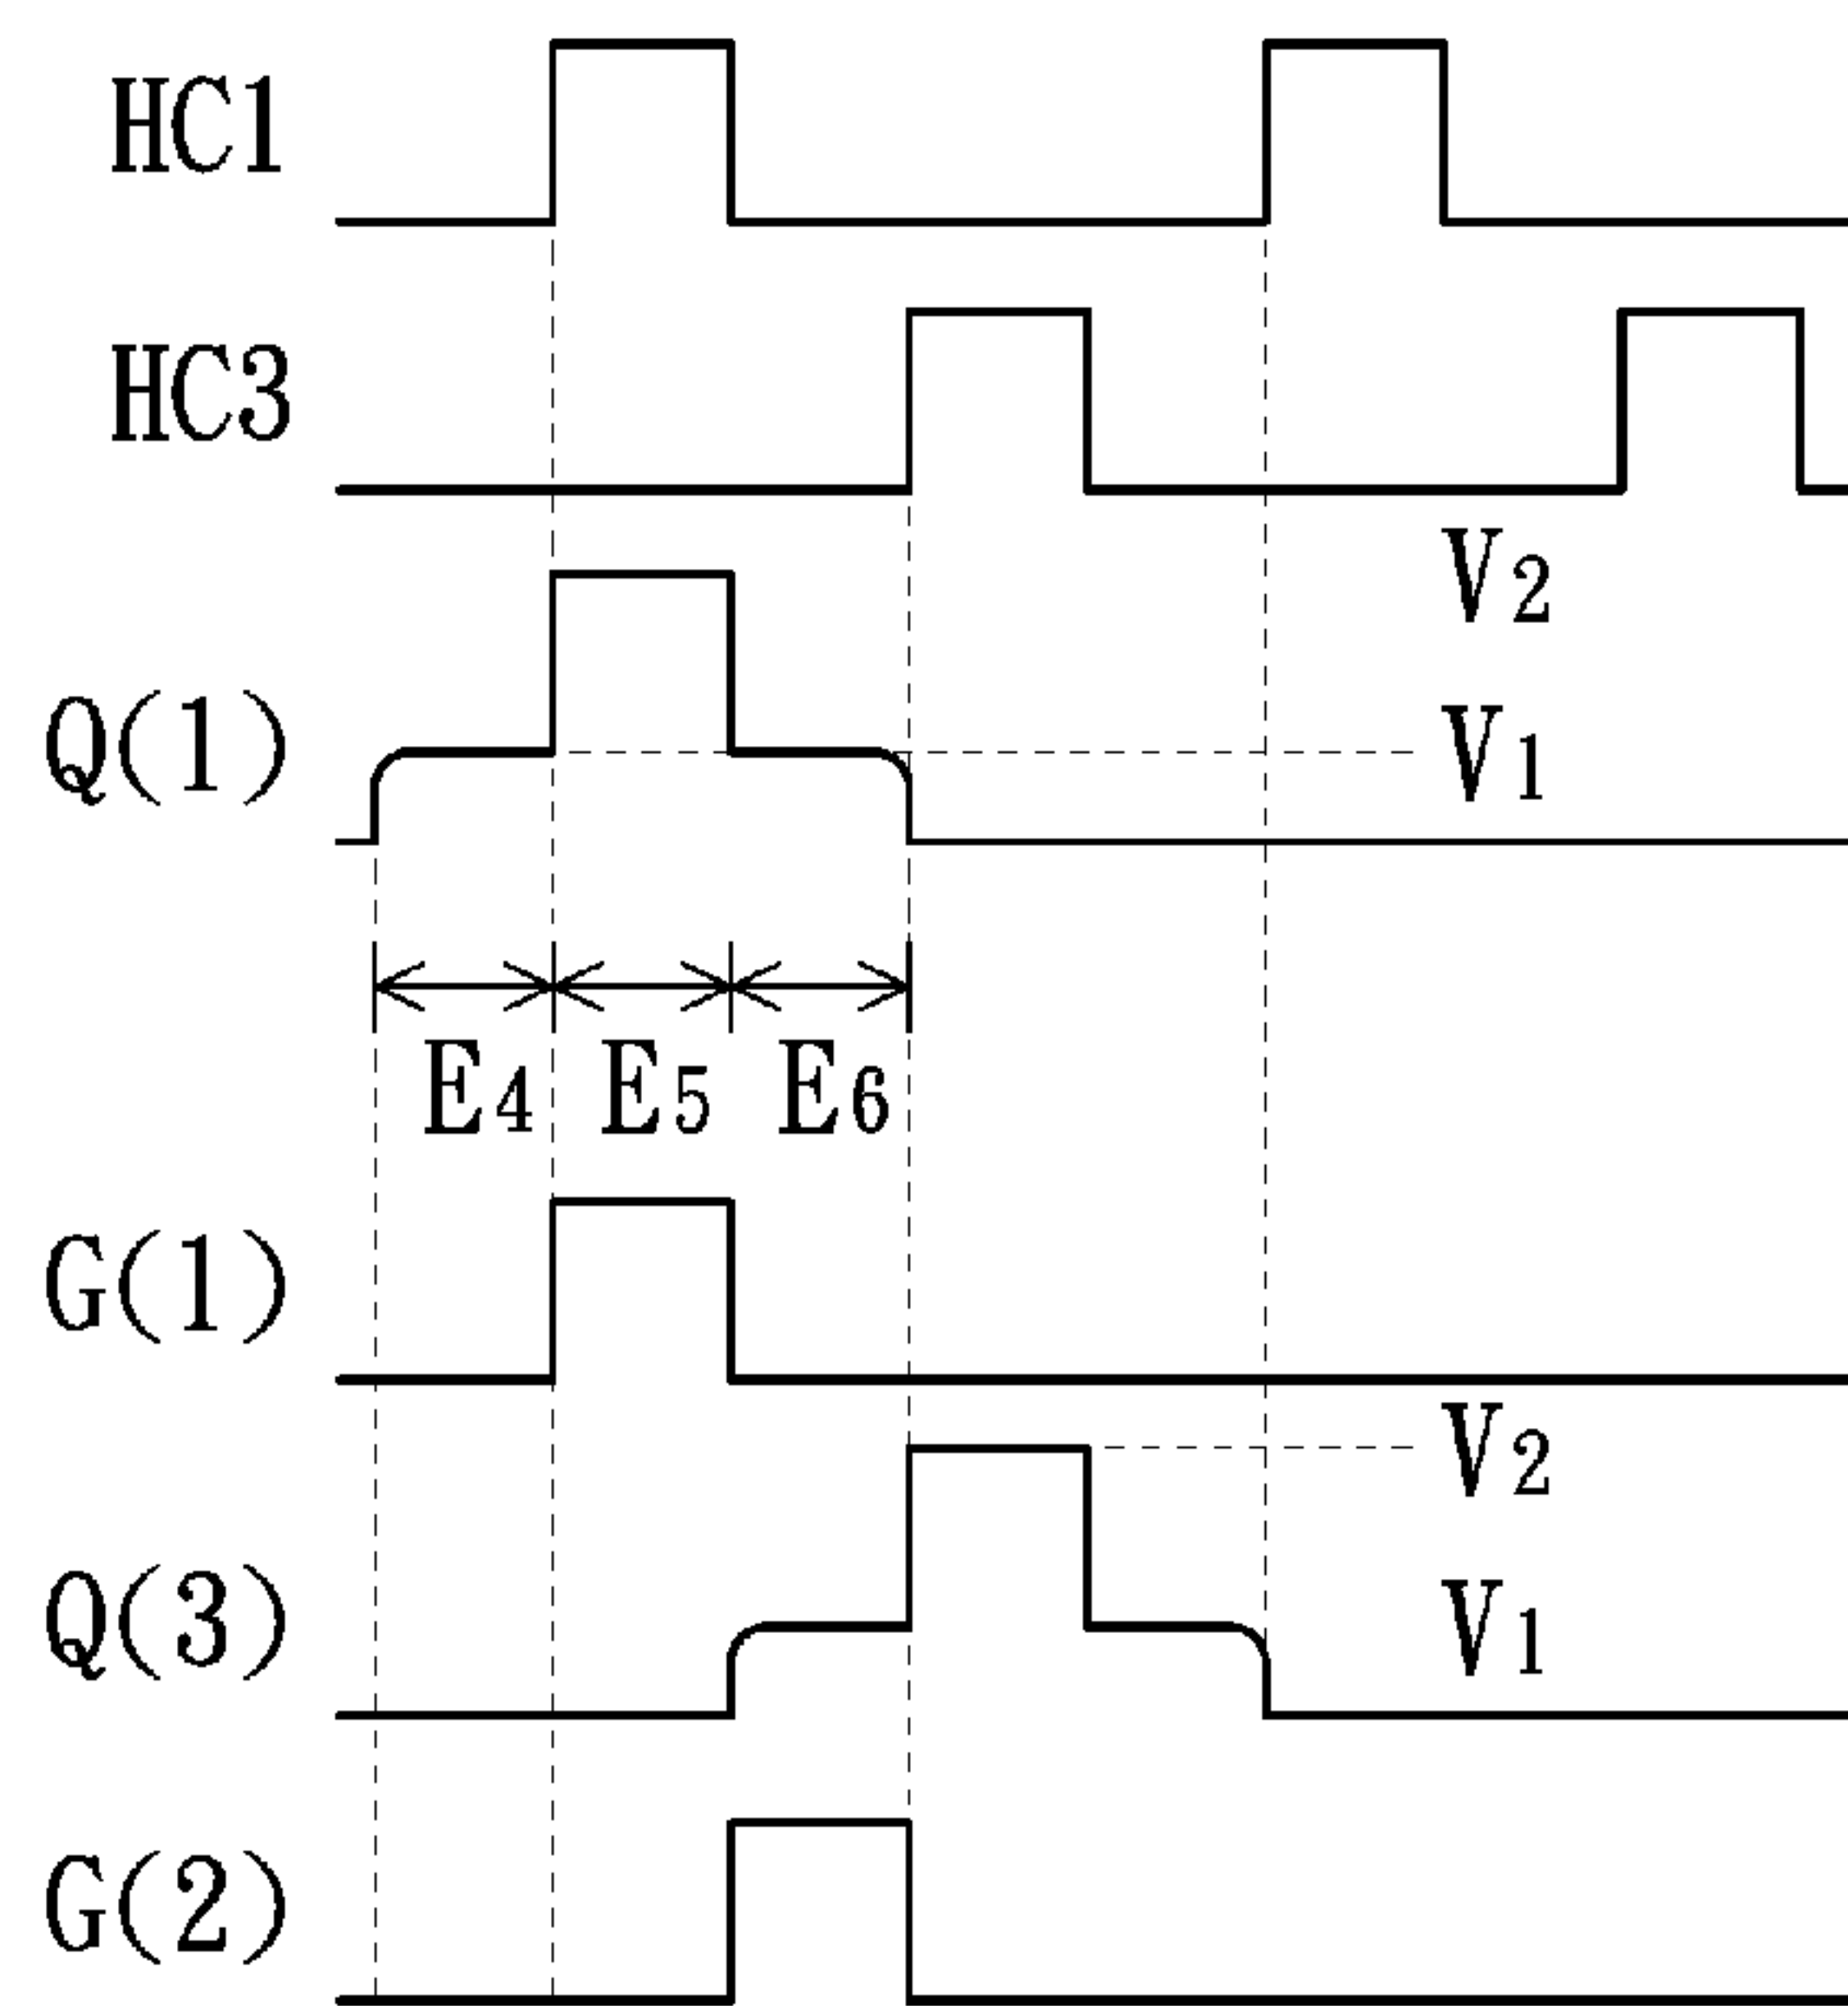 HC1
HC3
V2
Q(1)
V1
E4 E5 E6
G(1)
V2
Q(3)
V1
G(2)